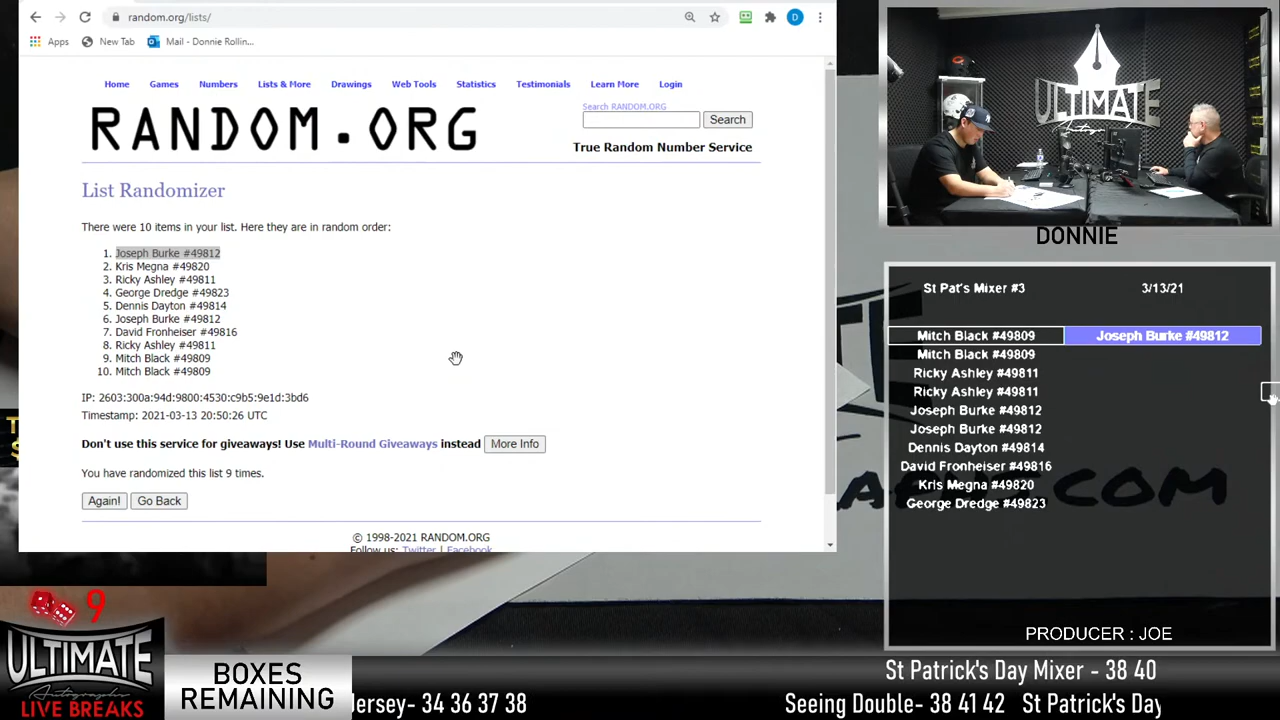 random.org/lists/
Apps
New Tab
Mail - Donnie Rollin...
Home Games Numbers Lists & More Drawings Web Tools Statistics Testimonials Learn More Login
RANDOM.ORG
Search RANDOM.ORG
Search
True Random Number Service
List Randomizer
There were 10 items in your list. Here they are in random order:
1. Joseph Burke #49812
2. Kris Megna #49820
3. Ricky Ashley #49811
4. George Dredge #49823
5. Dennis Dayton #49814
6. Joseph Burke #49812
7. David Fronheiser #49816
8. Ricky Ashley #49811
9. Mitch Black #49809
10. Mitch Black #49809
IP: 2603:300a:94d:9800:4530:c9b5:9e1d:3bd6
Timestamp: 2021-03-13 20:50:26 UTC
Don't use this service for giveaways! Use Multi-Round Giveaways instead More Info
You have randomized this list 9 times.
Again! Go Back
© 1998-2021 RANDOM.ORG
Follow us: Twitter | Facebook
D
ULTIMATE
Autographs
DONNIE
St Pat's Mixer #3 3/13/21
Mitch Black #49809 Joseph Burke #49812
Mitch Black #49809
Ricky Ashley #49811
Ricky Ashley #49811
Joseph Burke #49812
Joseph Burke #49812
Dennis Dayton #49814
David Fronheiser #49816
Kris Megna #49820
George Dredge #49823
PRODUCER : JOE
.COM
9
ULTIMATE
Autographs
LIVE BREAKS
BOXES
REMAINING
St Patrick's Day Mixer - 38 40
Jersey- 34 36 37 38 Seeing Double- 38 41 42 St Patrick's Day